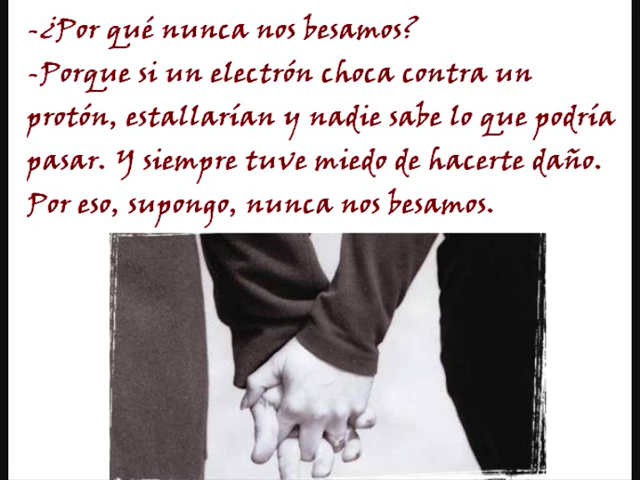 -¿Por qué nunca nos besamos?
-Porque si un electrón choca contra un
protón, estallarían y nadie sabe lo que podría
pasar. Y siempre tuve miedo de hacerte daño.
Por eso, supongo, nunca nos besamos.